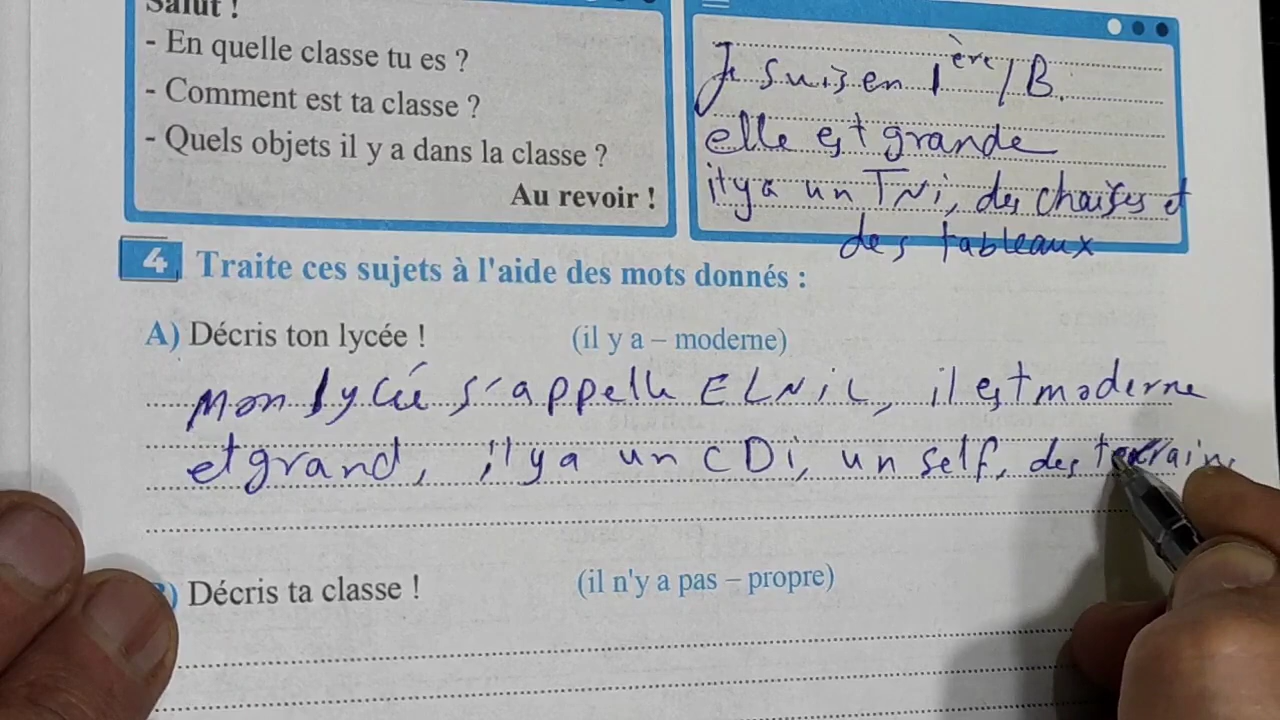 Salut !
- En quelle classe tu es ?
- Comment est ta classe ?
- Quels objets il y a dans la classe ?
Au revoir !
Je suis en 1ère/B.
elle est grande
il y a un TNi, des chaises et
des tableaux
4 Traite ces sujets à l'aide des mots donnés :
A) Décris ton lycée ! (il y a – moderne)
Mon lycée s'appelle ELNiL, il est moderne
et grand, il y a un CDi, un self, des terrains
B) Décris ta classe ! (il n'y a pas – propre)